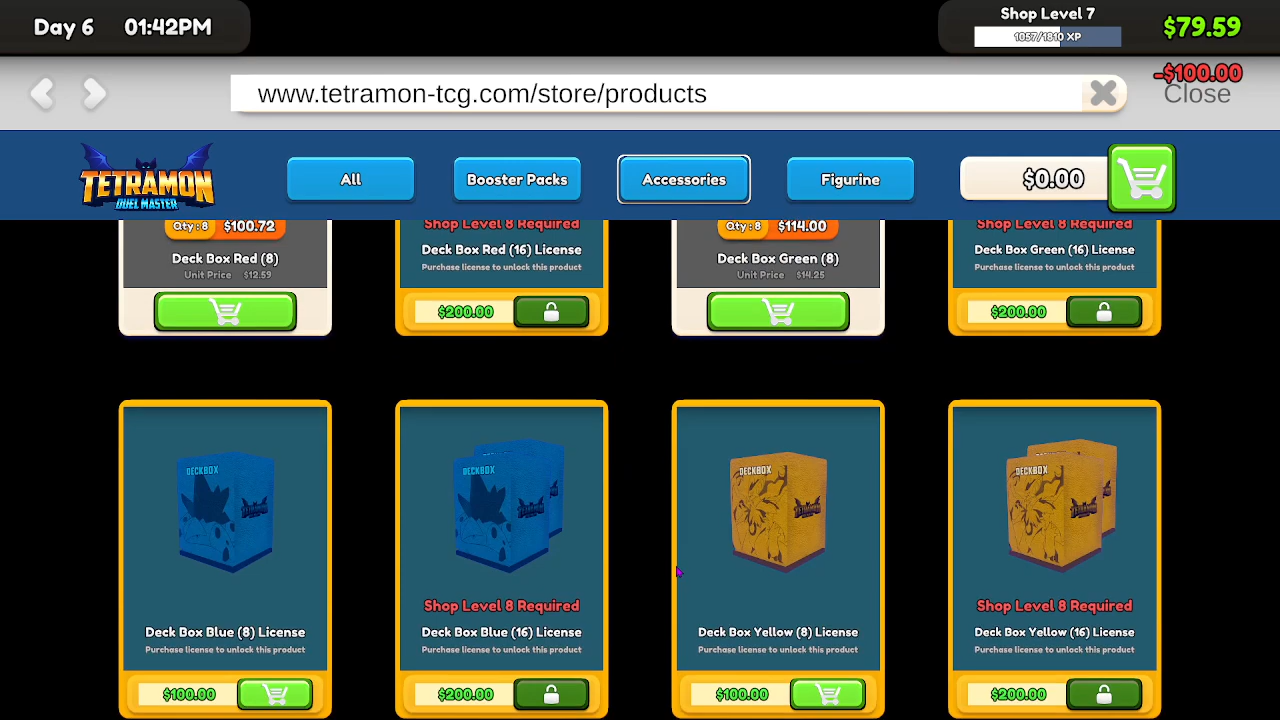 Day 6 01:42PM
Shop Level 7
1057/1810 XP
$79.59
-$100.00
www.tetramon-tcg.com/store/products
Close
TETRAMON
DUEL MASTER
All
Booster Packs
Accessories
Figurine
$0.00
Qty : 8 $100.72
Deck Box Red (8)
Unit Price $12.59
Shop Level 8 Required
Deck Box Red (16) License
Purchase license to unlock this product
$200.00
Qty : 8 $114.00
Deck Box Green (8)
Unit Price $14.25
Shop Level 8 Required
Deck Box Green (16) License
Purchase license to unlock this product
$200.00
DECKBOX
TETRAMON
Deck Box Blue (8) License
Purchase license to unlock this product
$100.00
DECKBOX
TETRAMON
Shop Level 8 Required
Deck Box Blue (16) License
Purchase license to unlock this product
$200.00
DECKBOX
TETRAMON
Deck Box Yellow (8) License
Purchase license to unlock this product
$100.00
DECKBOX
TETRAMON
Shop Level 8 Required
Deck Box Yellow (16) License
Purchase license to unlock this product
$200.00